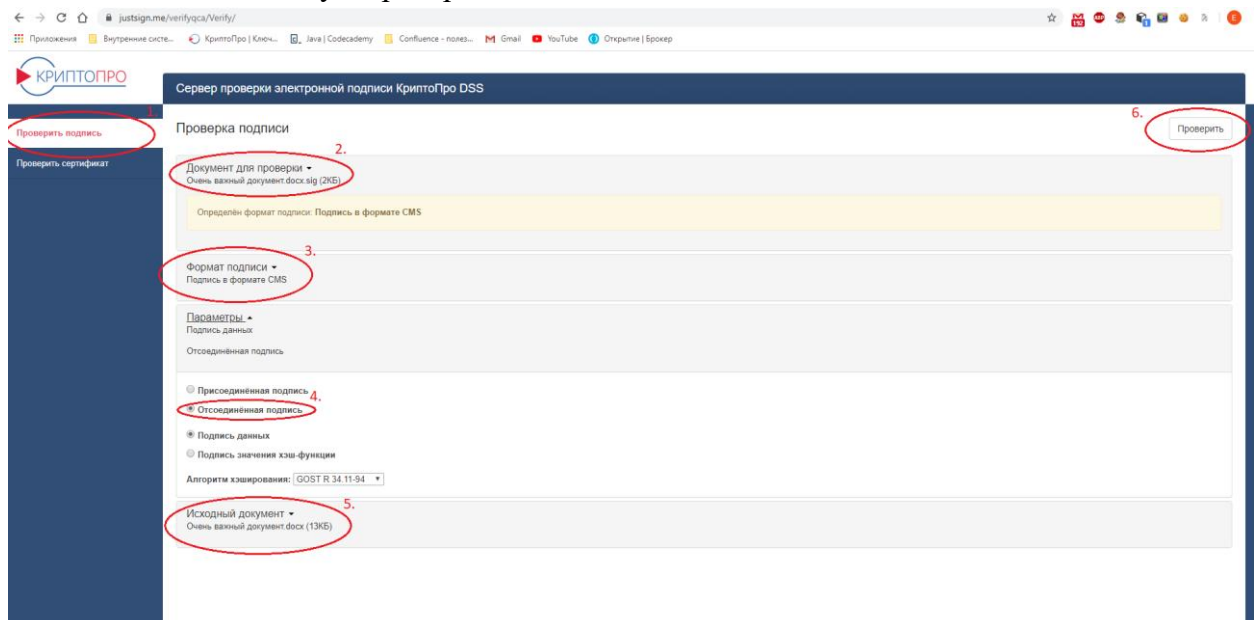 justsign.me/verifyqca/Verify/
Приложения Внутренние систе... КриптоПро | Ключ... Java | Codecademy Confluence - полез... Gmail YouTube Открытие | Брокер
КРИПТОПРО
Сервер проверки электронной подписи КриптоПро DSS
1.
Проверить подпись
Проверить сертификат
Проверка подписи
6.
Проверить
2.
Документ для проверки
Очень важный документ.docx.sig (2КБ)
Определён формат подписи: Подпись в формате CMS
3.
Формат подписи
Подпись в формате CMS
Параметры
Подпись данных
Отсоединённая подпись
Присоединённая подпись
4.
Отсоединённая подпись
Подпись данных
Подпись значения хэш-функции
Алгоритм хэширования: GOST R 34.11-94
5.
Исходный документ
Очень важный документ.docx (13КБ)